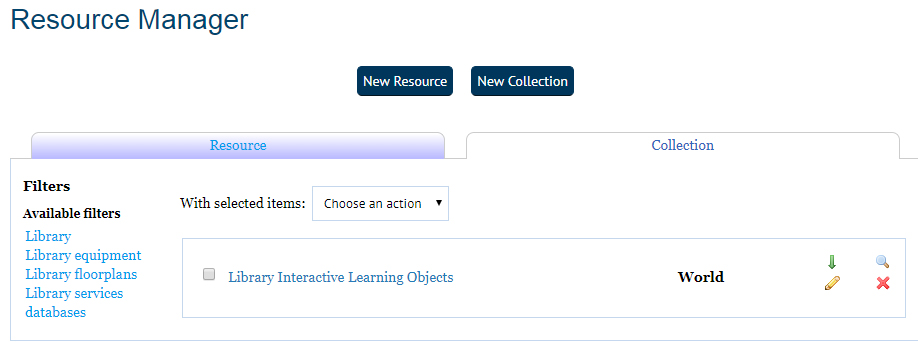 Resource Manager
New Resource New Collection
Resource Collection
Filters
Available filters
Library
Library equipment
Library floorplans
Library services
databases
With selected items: Choose an action
Library Interactive Learning Objects World